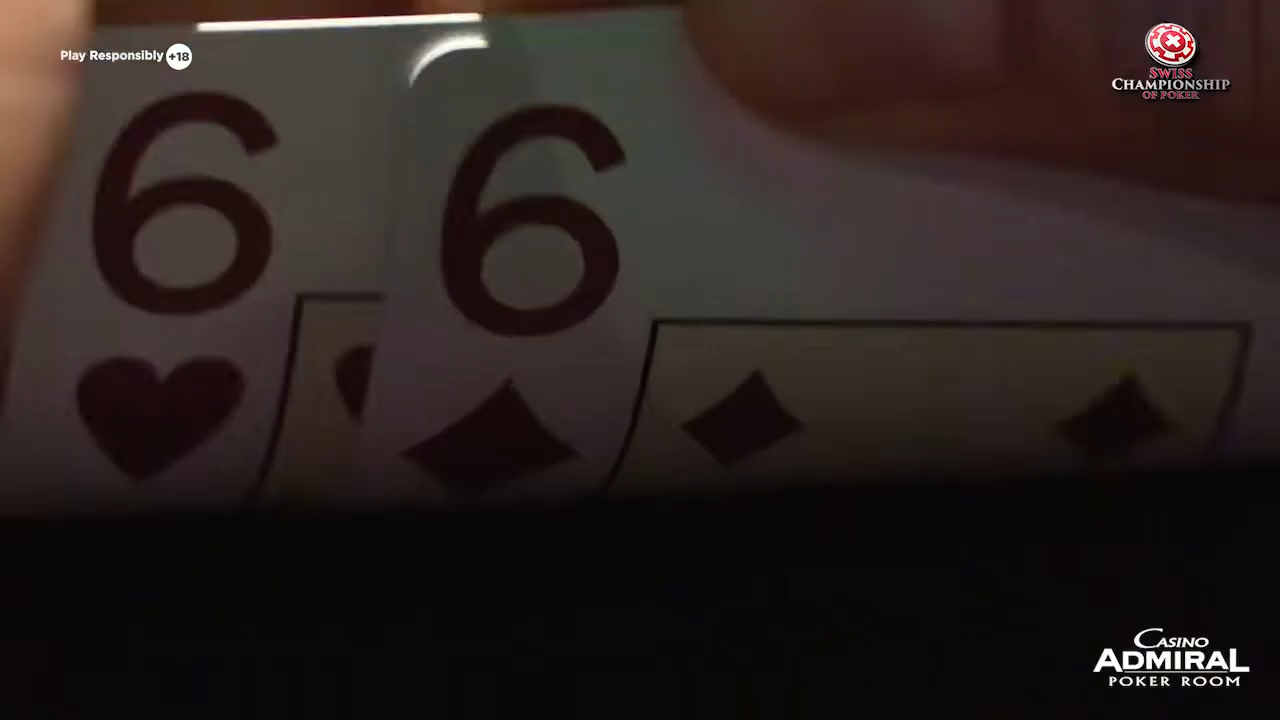 Play Responsibly +18
SWISS
CHAMPIONSHIP
OF POKER
6
6
CASINO
ADMIRAL
POKER ROOM